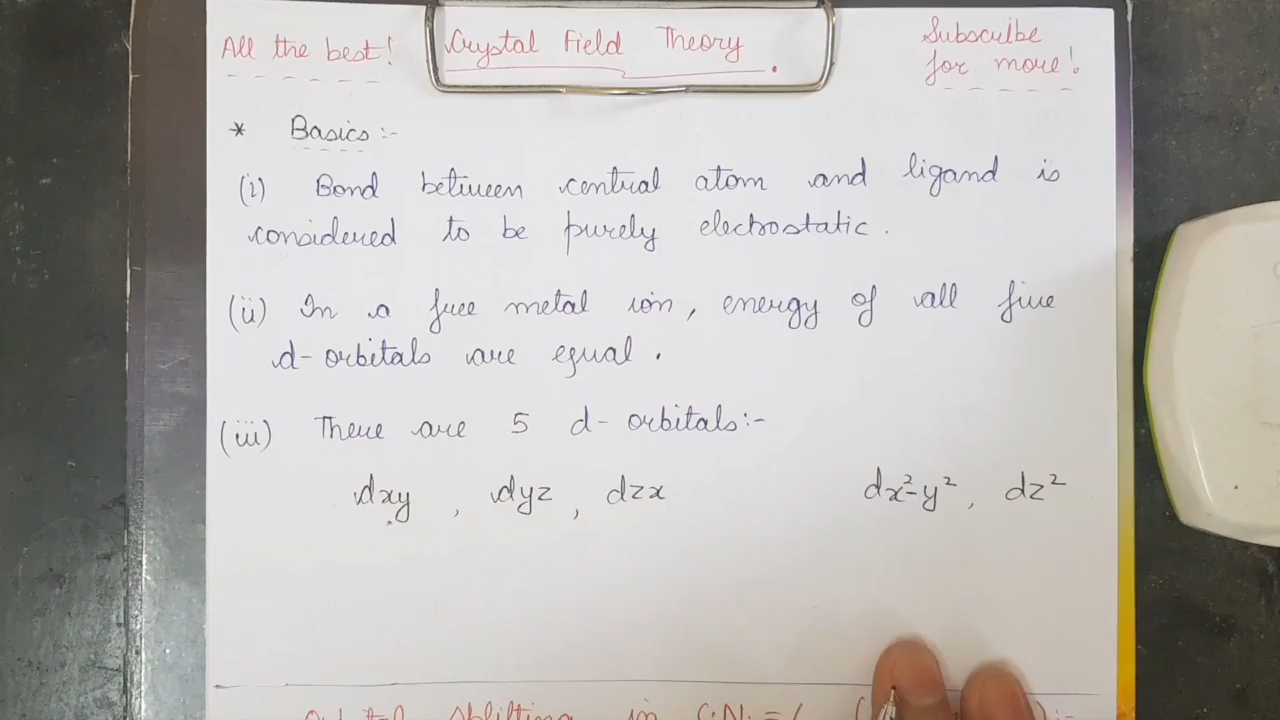 All the best!
Crystal Field Theory.
Subscribe
for more!
* Basics :-
(i) Bond between central atom and ligand is
considered to be purely electrostatic.
(ii) In a free metal ion, energy of all five
d-orbitals are equal.
(iii) There are 5 d-orbitals:-
dxy, dyz, dzx dx²-y², dz²
splitting in C.N.=